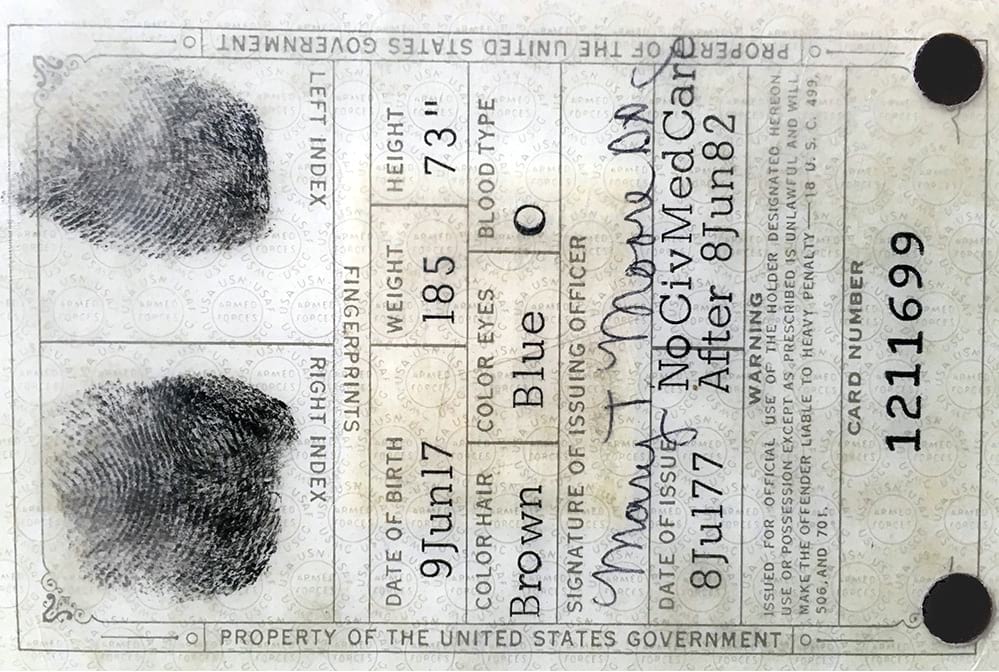 PROPERTY OF THE UNITED STATES GOVERNMENT
LEFT INDEX
RIGHT INDEX
FINGERPRINTS
DATE OF BIRTH WEIGHT HEIGHT
9Jun17 185 73"
COLOR HAIR COLOR EYES BLOOD TYPE
Brown Blue O
SIGNATURE OF ISSUING OFFICER
T Moore
DATE OF ISSUE NoCivMedCare
8Jul77 After 8Jun82
WARNING
ISSUED FOR OFFICIAL USE OF THE HOLDER DESIGNATED HEREON.
USE OR POSSESSION EXCEPT AS PRESCRIBED IS UNLAWFUL AND WILL
MAKE THE OFFENDER LIABLE TO HEAVY PENALTY—18 U. S. C. 499,
506, AND 701.
CARD NUMBER
1211699
PROPERTY OF THE UNITED STATES GOVERNMENT